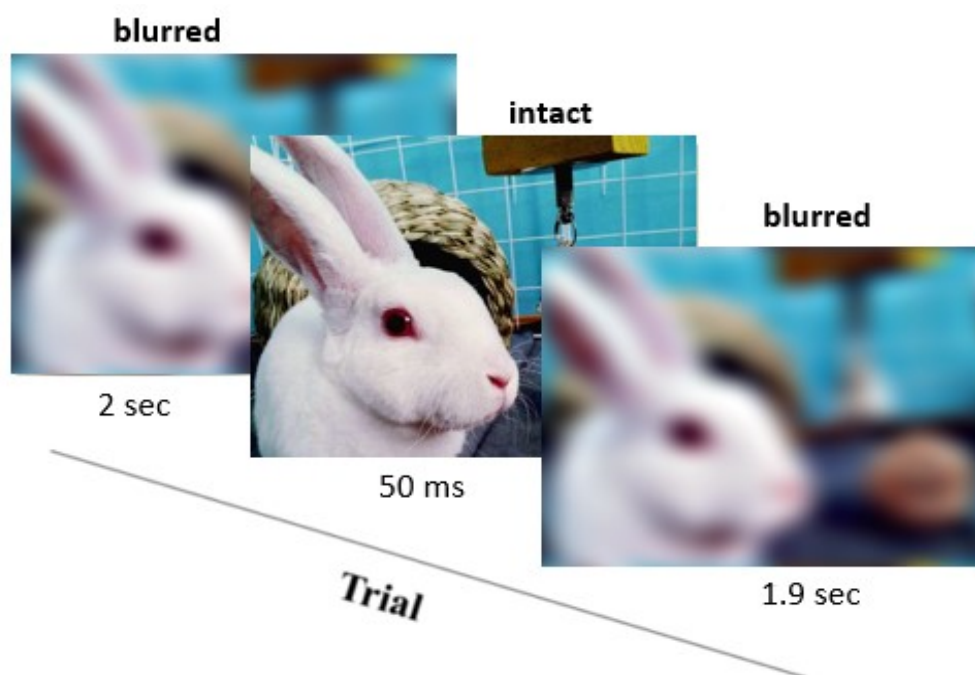 blurred
2 sec
intact
50 ms
blurred
1.9 sec
Trial